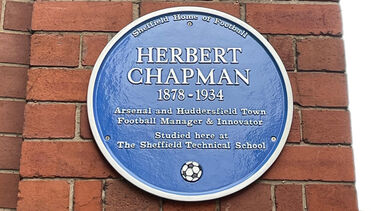 Sheffield Home of Football
HERBERT
CHAPMAN
1878-1934
Arsenal and Huddersfield Town
Football Manager & Innovator
Studied here at
The Sheffield Technical School